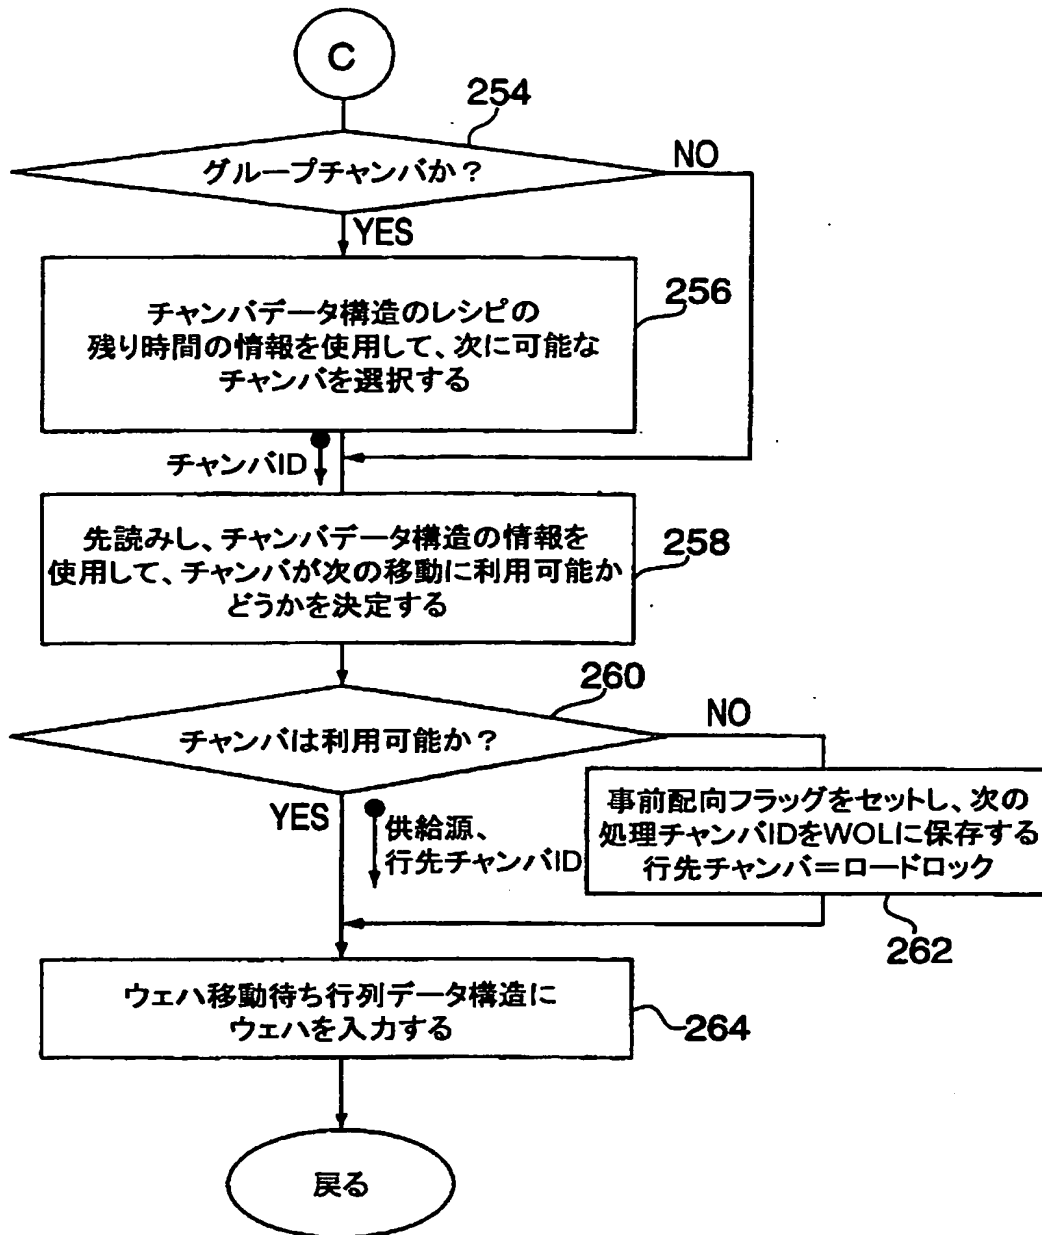 C
254
グループチャンバか？
NO
YES
チャンバデータ構造のレシピの
残り時間の情報を使用して、次に可能な
チャンバを選択する
256
チャンバID
先読みし、チャンバデータ構造の情報を
使用して、チャンバが次の移動に利用可能か
どうかを決定する
258
260
チャンバは利用可能か？
NO
YES
供給源、
行先チャンバID
事前配向フラッグをセットし、次の
処理チャンバIDをWOLに保存する
行先チャンバ＝ロードロック
262
ウェハ移動待ち行列データ構造に
ウェハを入力する
264
戻る